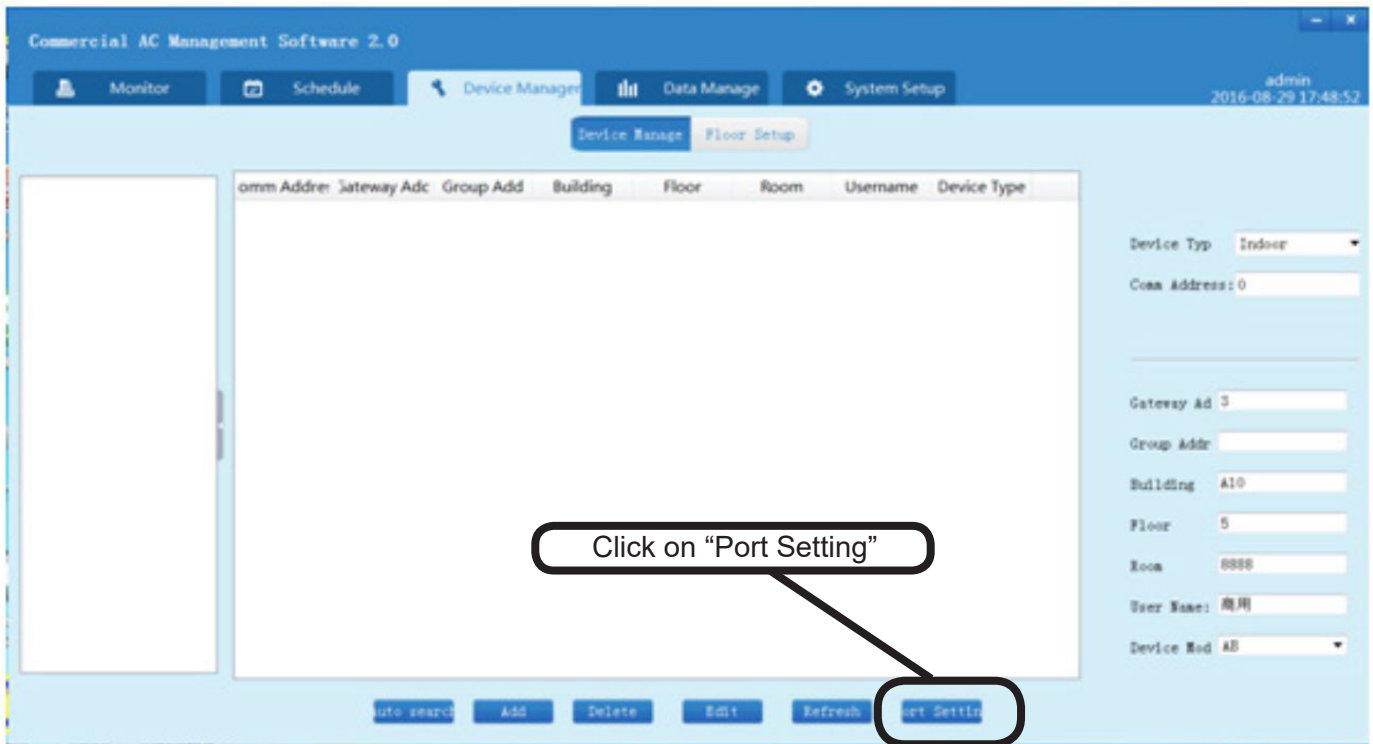 Commercial AC Management Software 2.0
Monitor Schedule Device Manager Data Manage System Setup
admin
2016-08-29 17:48:52
Device Manage Floor Setup
omm Addre Gateway Adc Group Add Building Floor Room Username Device Type
Device Typ Indoor
Comm Address: 0
Gateway Ad 3
Group Addr
Building A10
Floor 5
Click on “Port Setting”
Room 8888
User Name: 商用
Device Mod AB
uto search Add Delete Edit Refresh ort Settin